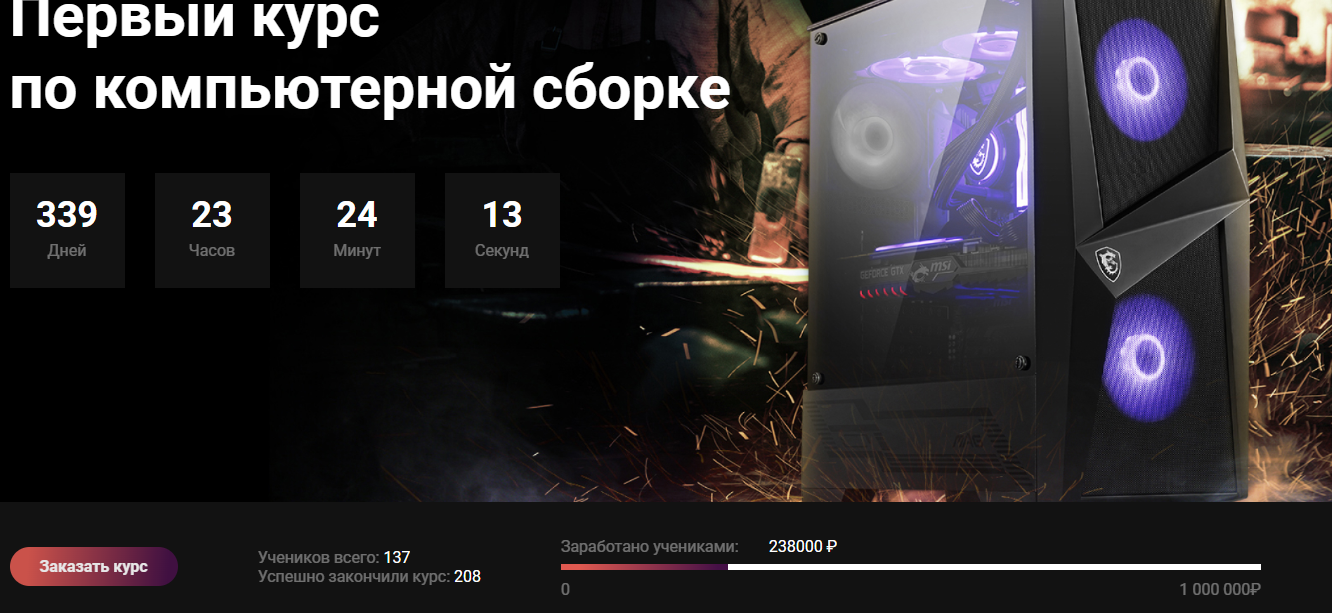 Первый курс
по компьютерной сборке
339
Дней
23
Часов
24
Минут
13
Секунд
GEFORCE GTX
msi
Заказать курс
Учеников всего: 137
Успешно закончили курс: 208
Заработано учениками: 238000 ₽
0
1 000 000₽